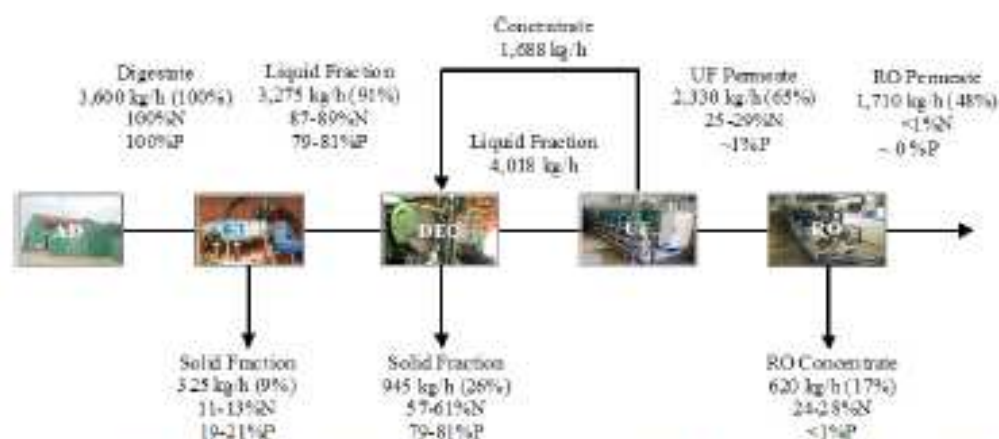 Concentrate
1,688 kg/h
Digestate
3,600 kg/h (100%)
100%N
100%P
Liquid Fraction
3,275 kg/h (91%)
87-89%N
79-81%P
Liquid Fraction
4,018 kg/h
UF Permeate
2,330 kg/h (65%)
25-29%N
~1%P
RO Permeate
1,710 kg/h (48%)
<1%N
~ 0 %P
AD
DEC
UF
RO
Solid Fraction
325 kg/h (9%)
11-13%N
19-21%P
Solid Fraction
945 kg/h (26%)
57-61%N
79-81%P
RO Concentrate
620 kg/h (17%)
24-28%N
<1%P